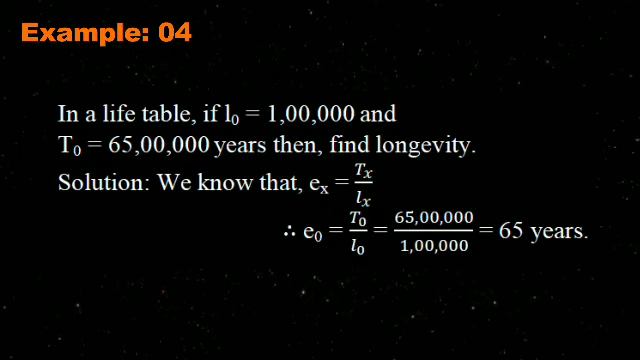 Example: 04
In a life table, if l₀ = 1,00,000 and
T₀ = 65,00,000 years then, find longevity.
Solution: We know that, eₓ = Tₓ/lₓ
∴ e₀ = T₀/l₀ = 65,00,000/1,00,000 = 65 years.